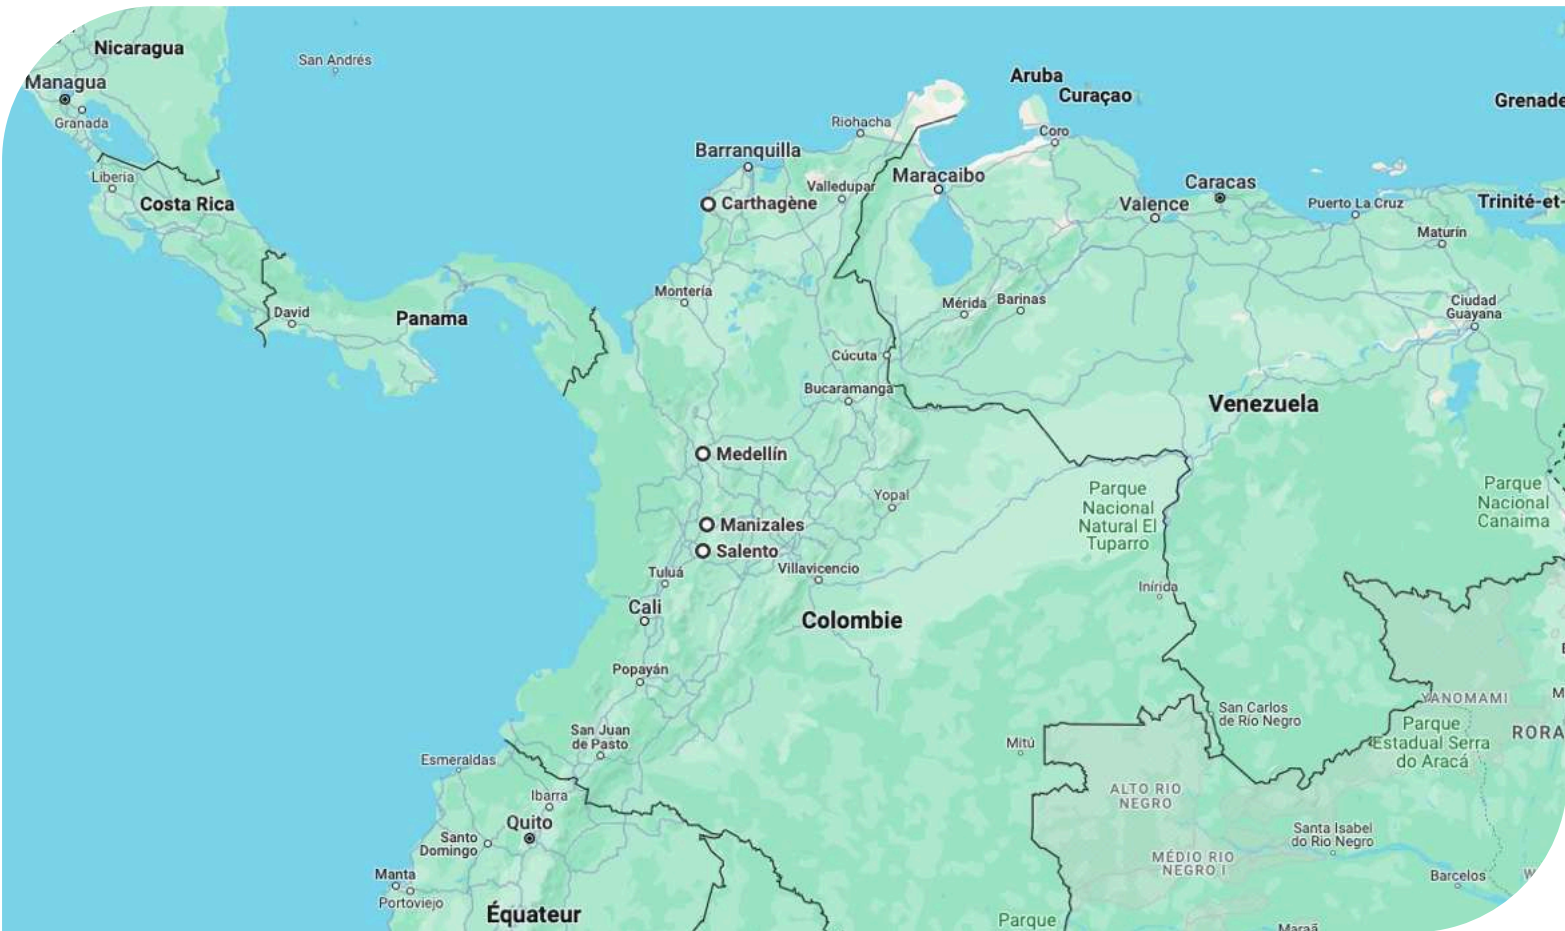 Nicaragua
San Andrés
Managua
Granada
Aruba
Curaçao
Grenade
Riohacha
Coro
Barranquilla
Liberia
Costa Rica
Carthagène
Valledupar
Maracaibo
Valence
Caracas
Puerto La Cruz
Trinité-et-
Maturín
Montería
David
Panama
Mérida
Barinas
Ciudad
Guayana
Cúcuta
Bucaramanga
Venezuela
Medellín
Yopal
Parque
Nacional
Natural El
Tuparro
Parque
Nacional
Canaima
Manizales
Salento
Tuluá
Villavicencio
Inírida
Cali
Colombie
Popayán
San Carlos
de Río Negro
YANOMAMI
RORA
San Juan
de Pasto
Mitú
Parque
Estadual Serra
do Aracá
Esmeraldas
Ibarra
ALTO RIO
NEGRO
Quito
Santo
Domingo
Santa Isabel
do Rio Negro
MÉDIO RIO
NEGRO I
Manta
Portoviejo
Barcelos
Équateur
Parque
Maraã